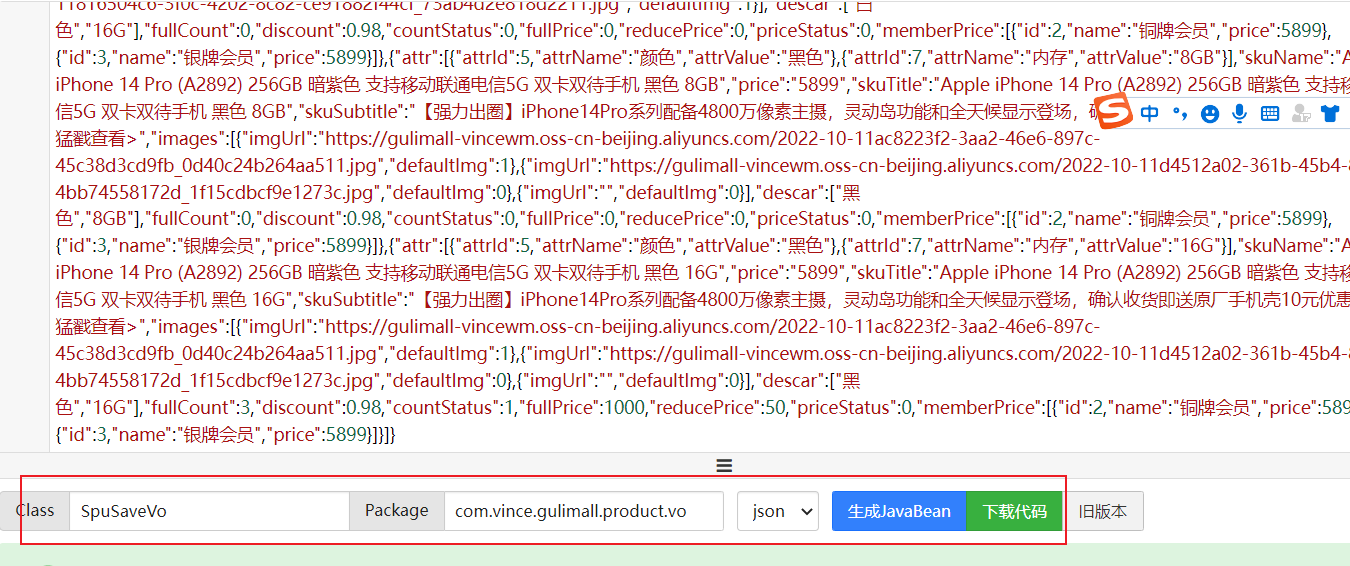 11816504c6-3f0c-4202-8c82-ce91882f44cf_73ab4d2e818d2211.jpg","defaultImg":1}],"descar":["白
色","16G"],"fullCount":0,"discount":0.98,"countStatus":0,"fullPrice":0,"reducePrice":0,"priceStatus":0,"memberPrice":[{"id":2,"name":"铜牌会员","price":5899},
{"id":3,"name":"银牌会员","price":5899}]},{"attr":[{"attrId":5,"attrName":"颜色","attrValue":"黑色"},{"attrId":7,"attrName":"内存","attrValue":"8GB"}],"skuName":"A
iPhone 14 Pro (A2892) 256GB 暗紫色 支持移动联通电信5G 双卡双待手机 黑色 8GB","price":"5899","skuTitle":"Apple iPhone 14 Pro (A2892) 256GB 暗紫色 支持移
信5G 双卡双待手机 黑色 8GB","skuSubtitle":"【强力出圈】iPhone14Pro系列配备4800万像素主摄，灵动岛功能和全天候显示登场，确
中
猛戳查看>","images":[{"imgUrl":"https://gulimall-vincewm.oss-cn-beijing.aliyuncs.com/2022-10-11ac8223f2-3aa2-46e6-897c-
45c38d3cd9fb_0d40c24b264aa511.jpg","defaultImg":1},{"imgUrl":"https://gulimall-vincewm.oss-cn-beijing.aliyuncs.com/2022-10-11d4512a02-361b-45b4-8
4bb74558172d_1f15cdbcf9e1273c.jpg","defaultImg":0},{"imgUrl":"","defaultImg":0}],"descar":["黑
色","8GB"],"fullCount":0,"discount":0.98,"countStatus":0,"fullPrice":0,"reducePrice":0,"priceStatus":0,"memberPrice":[{"id":2,"name":"铜牌会员","price":5899},
{"id":3,"name":"银牌会员","price":5899}]},{"attr":[{"attrId":5,"attrName":"颜色","attrValue":"黑色"},{"attrId":7,"attrName":"内存","attrValue":"16G"}],"skuName":"A
iPhone 14 Pro (A2892) 256GB 暗紫色 支持移动联通电信5G 双卡双待手机 黑色 16G","price":"5899","skuTitle":"Apple iPhone 14 Pro (A2892) 256GB 暗紫色 支持移
信5G 双卡双待手机 黑色 16G","skuSubtitle":"【强力出圈】iPhone14Pro系列配备4800万像素主摄，灵动岛功能和全天候显示登场，确认收货即送原厂手机壳10元优惠
猛戳查看>","images":[{"imgUrl":"https://gulimall-vincewm.oss-cn-beijing.aliyuncs.com/2022-10-11ac8223f2-3aa2-46e6-897c-
45c38d3cd9fb_0d40c24b264aa511.jpg","defaultImg":1},{"imgUrl":"https://gulimall-vincewm.oss-cn-beijing.aliyuncs.com/2022-10-11d4512a02-361b-45b4-8
4bb74558172d_1f15cdbcf9e1273c.jpg","defaultImg":0},{"imgUrl":"","defaultImg":0}],"descar":["黑
色","16G"],"fullCount":3,"discount":0.98,"countStatus":1,"fullPrice":1000,"reducePrice":50,"priceStatus":0,"memberPrice":[{"id":2,"name":"铜牌会员","price":589
{"id":3,"name":"银牌会员","price":5899}]}]}
Class SpuSaveVo Package com.vince.gulimall.product.vo json 生成JavaBean 下载代码 旧版本